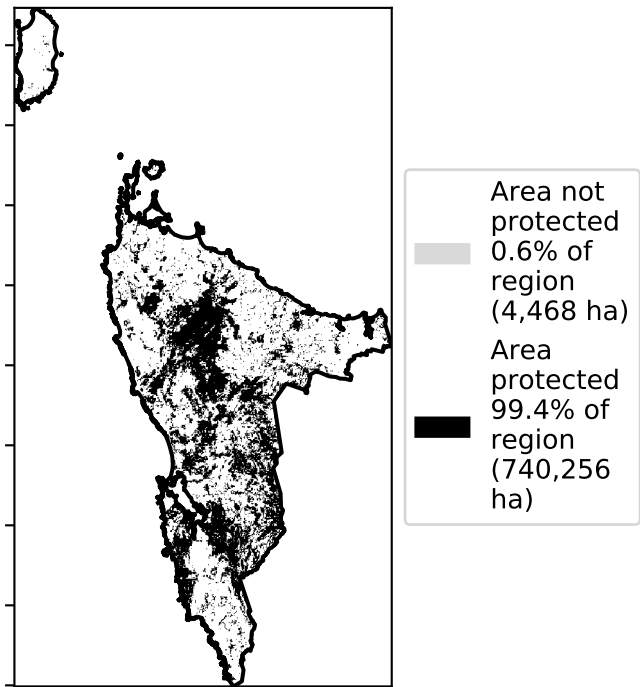 Area not
protected
0.6% of
region
(4,468 ha)
Area
protected
99.4% of
region
(740,256
ha)